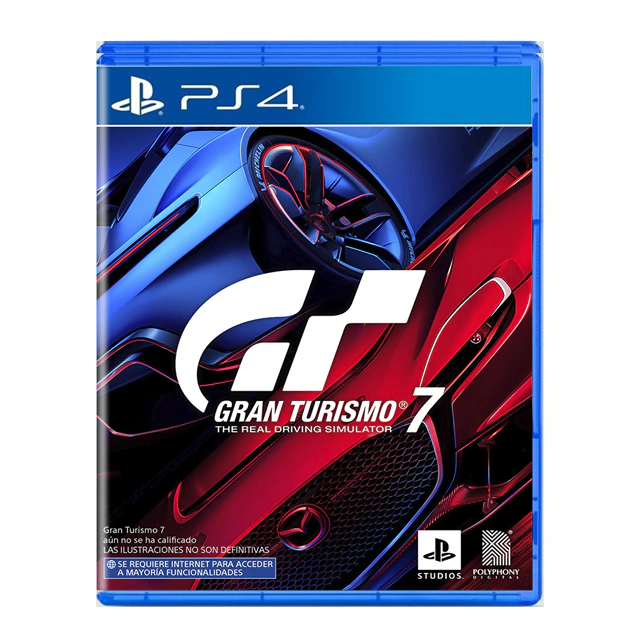 PS4
MICHELIN
GRAN TURISMO® 7
THE REAL DRIVING SIMULATOR
Gran Turismo 7
aún no se ha calificado
LAS ILUSTRACIONES NO SON DEFINITIVAS
SE REQUIERE INTERNET PARA ACCEDER
A MAYORÍA FUNCIONALIDADES
STUDIOS
POLYPHONY
DIGITAL